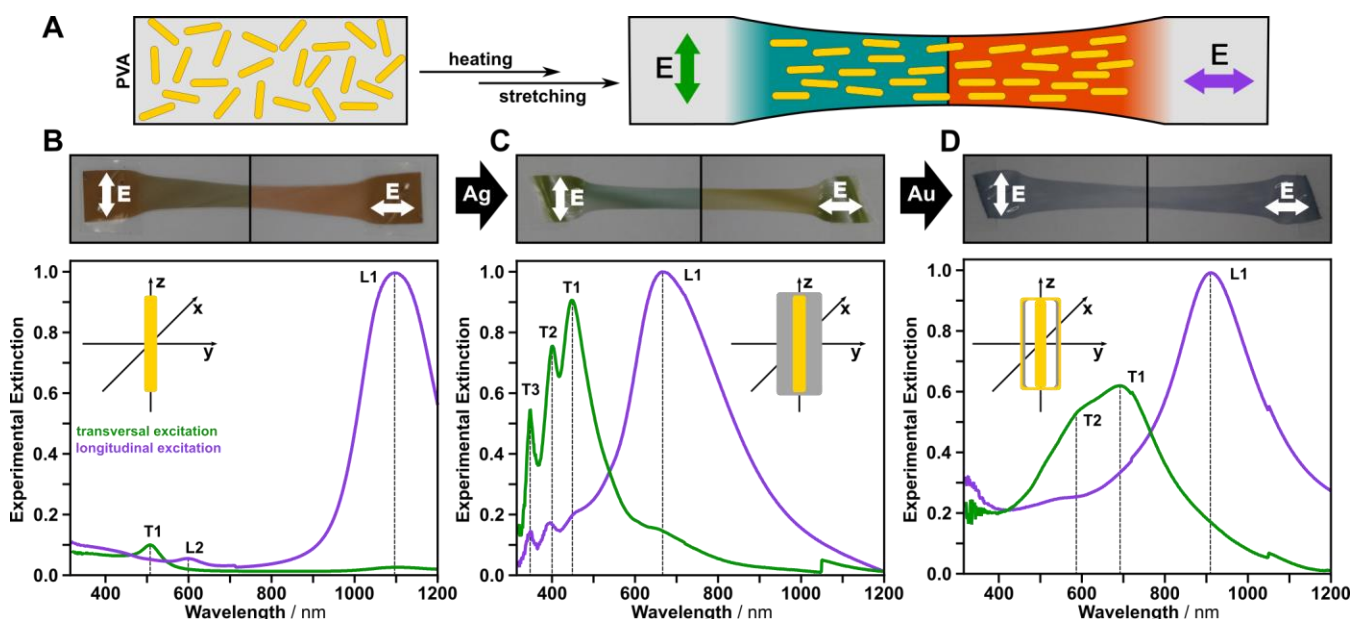 A
PVA
heating
stretching
E
E
B
E
E
Ag
C
E
E
Au
D
E
E
Experimental Extinction
1.0
0.8
0.6
0.4
0.2
0.0
z
x
y
L1
transversal excitation
longitudinal excitation
T1
L2
400 600 800 1000 1200
Wavelength / nm
Experimental Extinction
1.0
0.8
0.6
0.4
0.2
0.0
T3
T2
T1
L1
z
x
y
400 600 800 1000 1200
Wavelength / nm
Experimental Extinction
1.0
0.8
0.6
0.4
0.2
0.0
z
x
y
T2
T1
L1
400 600 800 1000 1200
Wavelength / nm